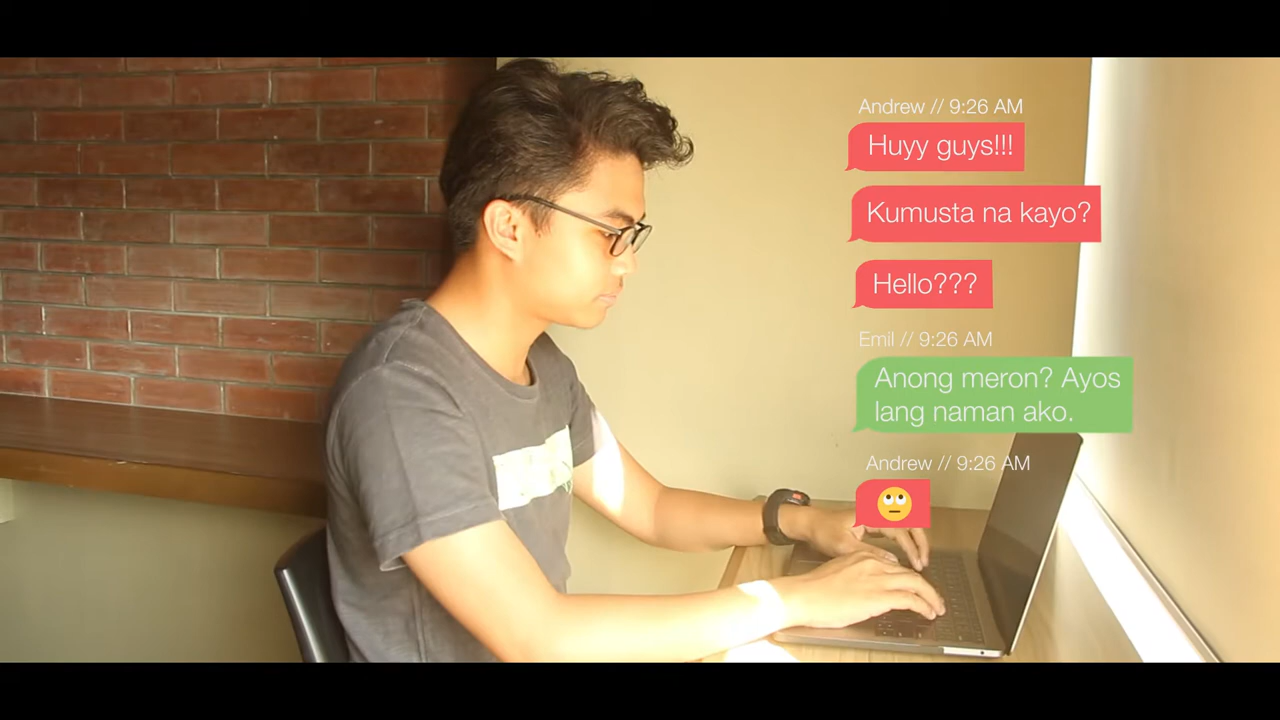 Andrew // 9:26 AM
Huyy guys!!!
Kumusta na kayo?
Hello???
Emil // 9:26 AM
Anong meron? Ayos
lang naman ako.
Andrew // 9:26 AM
🙄